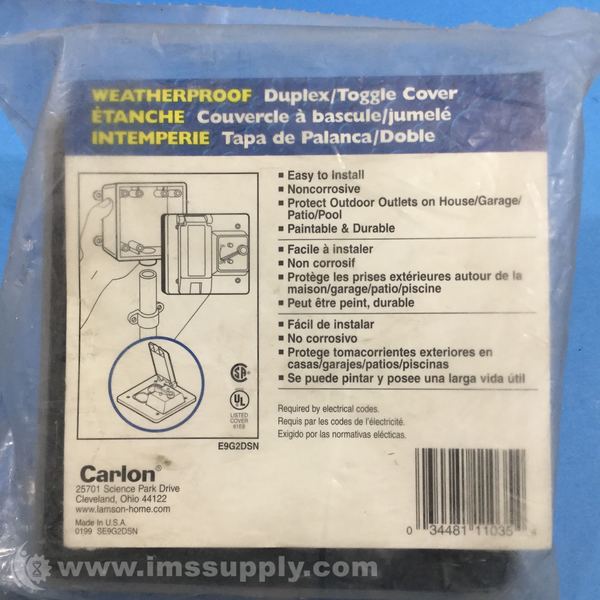 WEATHERPROOF Duplex/Toggle Cover
ÉTANCHE Couvercle à bascule/jumelé
INTEMPERIE Tapa de Palanca/Doble
▪ Easy to Install
▪ Noncorrosive
▪ Protect Outdoor Outlets on House/Garage/
Patio/Pool
▪ Paintable & Durable
▪ Facile à instaler
▪ Non corrosif
▪ Protège les prises extérieures autour de la
maison/garage/patio/piscine
▪ Peut être peint, durable
▪ Fácil de instalar
▪ No corrosivo
▪ Protege tomacorrientes exteriores en
casas/garajes/patios/piscinas
▪ Se puede pintar y posee una larga vida útil
SA
UL
LISTED
COVER
E9G2DSN
Required by electrical codes.
Requis par les codes de l'électricité.
Exigido por las normativas elécticas.
Carlon®
25701 Science Park Drive
Cleveland, Ohio 44122
www.lamson-home.com
Made In U.S.A.
0199 SE9G2DSN
0 34481 11035 4
www.imssupply.com